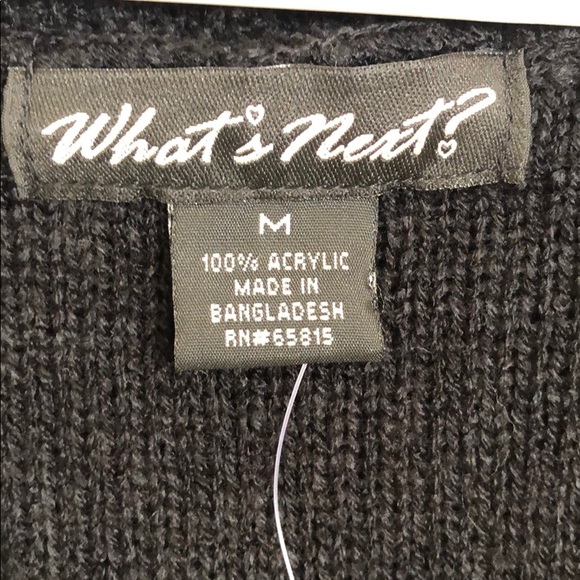 What's Next?
M
100% ACRYLIC
MADE IN
BANGLADESH
RN#65815